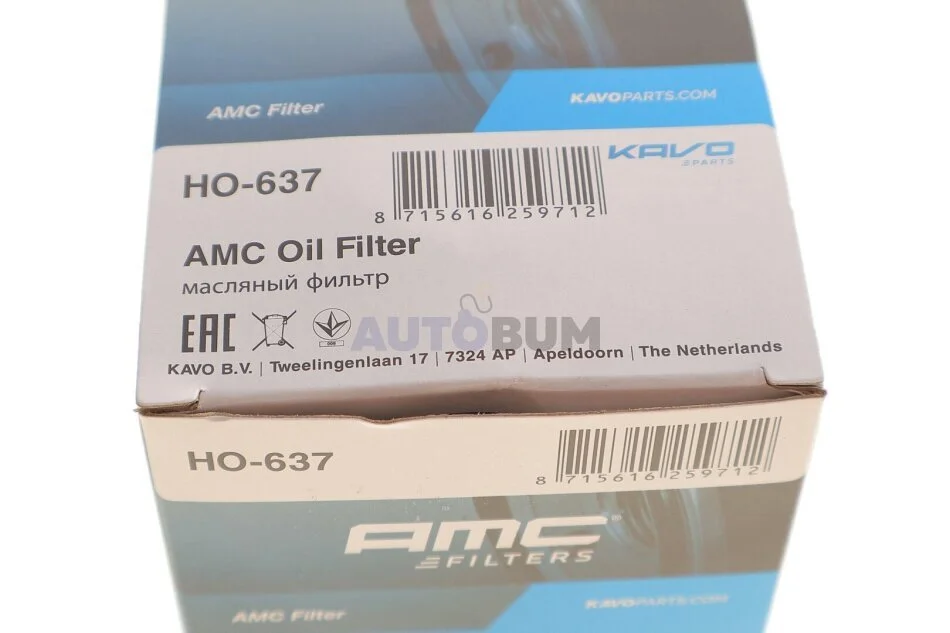 AMC Filter
KAVOPARTS.COM
HO-637
KAVO
PARTS
8 715616 259712
AMC Oil Filter
масляный фильтр
EAC
AUTOBUM
KAVO B.V. | Tweelingenlaan 17 | 7324 AP | Apeldoorn | The Netherlands
HO-637
8 715616 259712
AMC®
FILTERS
AMC Filter
KAVOPARTS.COM